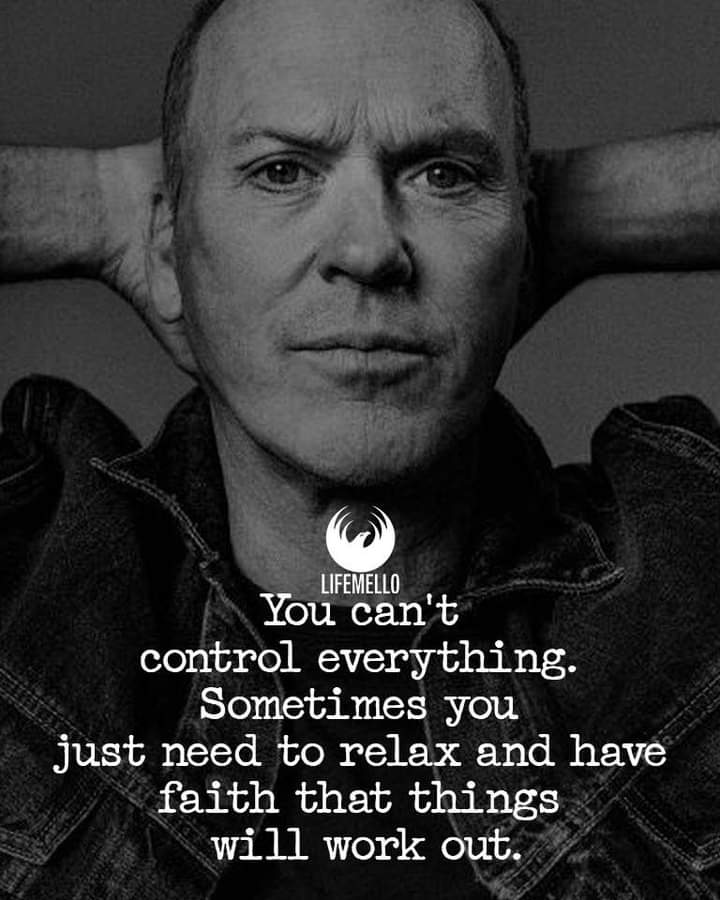 LIFEMELLO
You can't
control everything.
Sometimes you
just need to relax and have
faith that things
will work out.